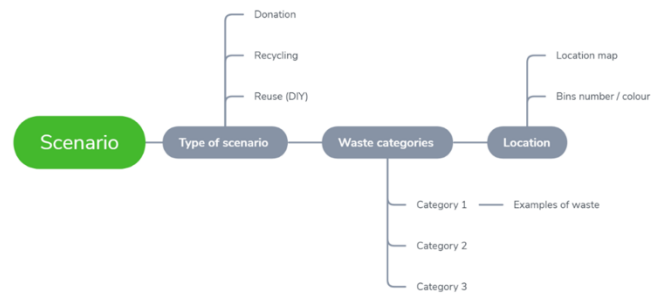 Donation
Recycling
Reuse (DIY)
Location map
Bins number / colour
Scenario
Type of scenario
Waste categories
Location
Category 1
Examples of waste
Category 2
Category 3